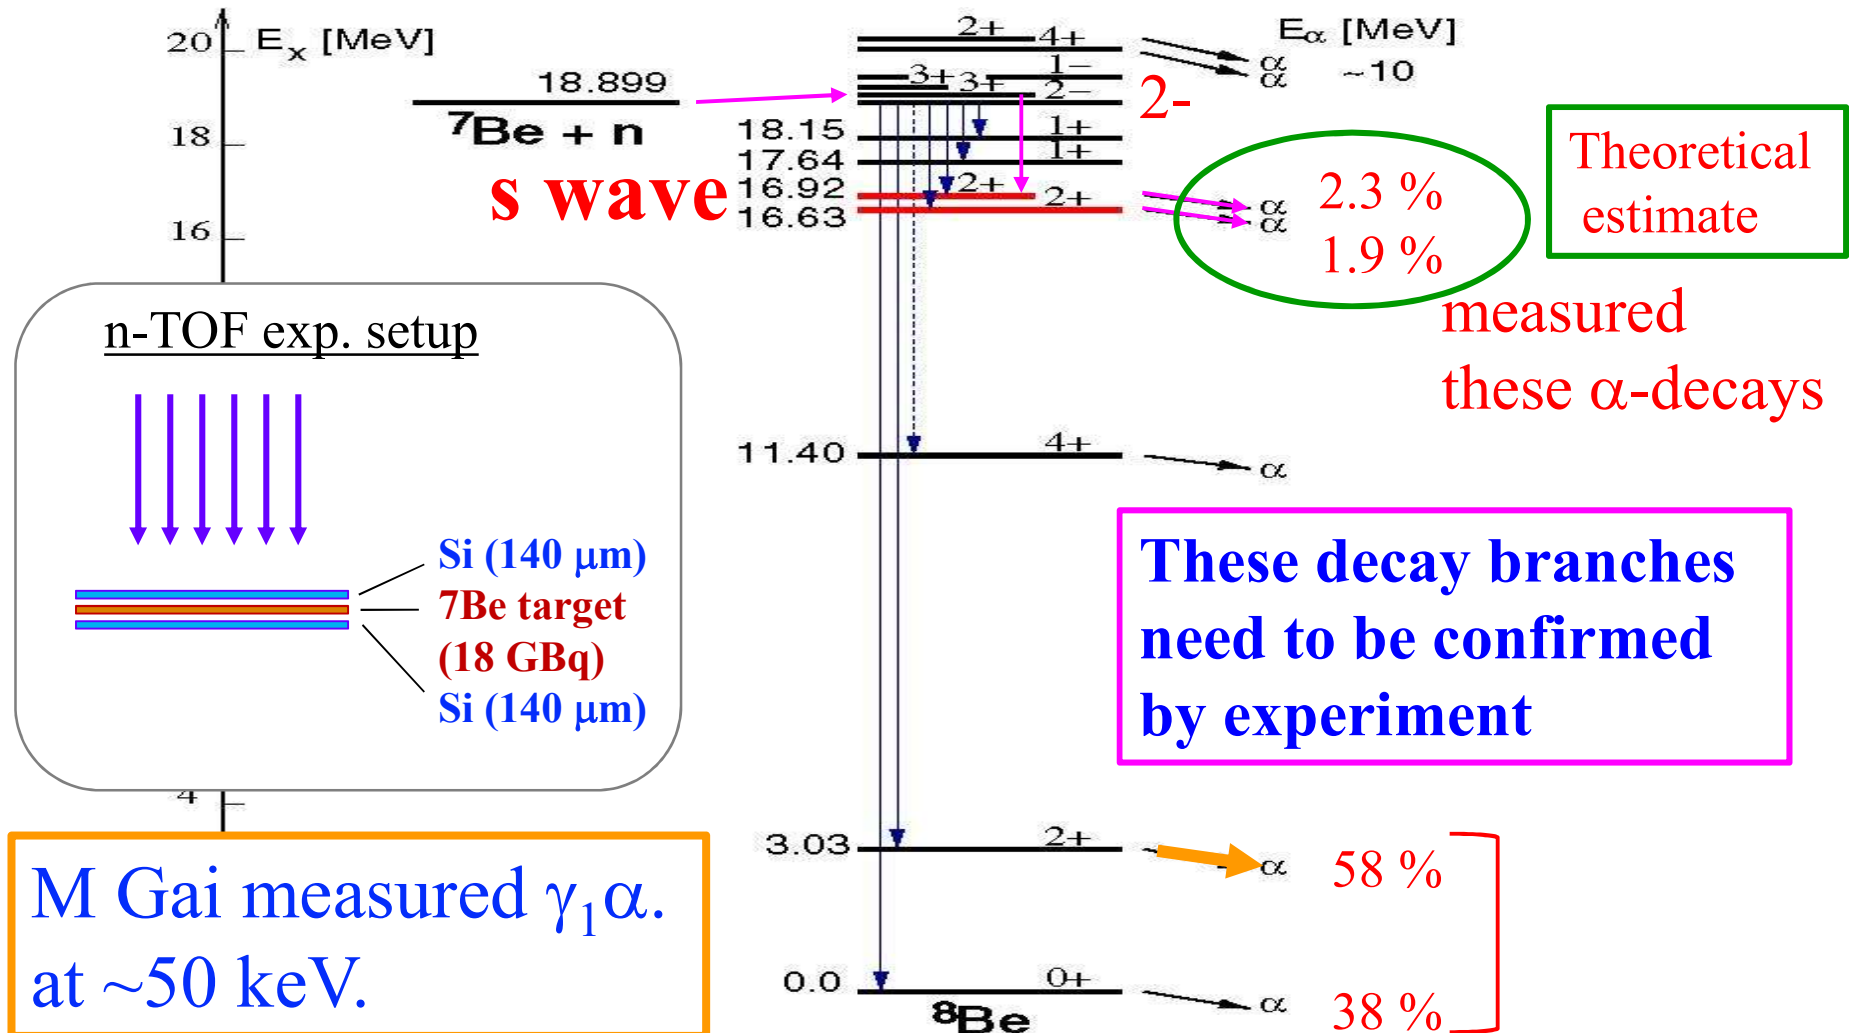 20
E_x [MeV]
2+
4+
E_α [MeV]
α
α
~10
1-
18.899
3+
3+
2-
2-
⁷Be + n
18
18.15
1+
17.64
1+
s wave
16.92
2+
16.63
2+
α
α
2.3 %
1.9 %
Theoretical
estimate
16
measured
these α-decays
n-TOF exp. setup
Si (140 μm)
7Be target
(18 GBq)
Si (140 μm)
11.40
4+
α
These decay branches
need to be confirmed
by experiment
4
3.03
2+
α
58 %
M Gai measured γ₁α.
at ~50 keV.
0.0
0+
α
38 %
⁸Be